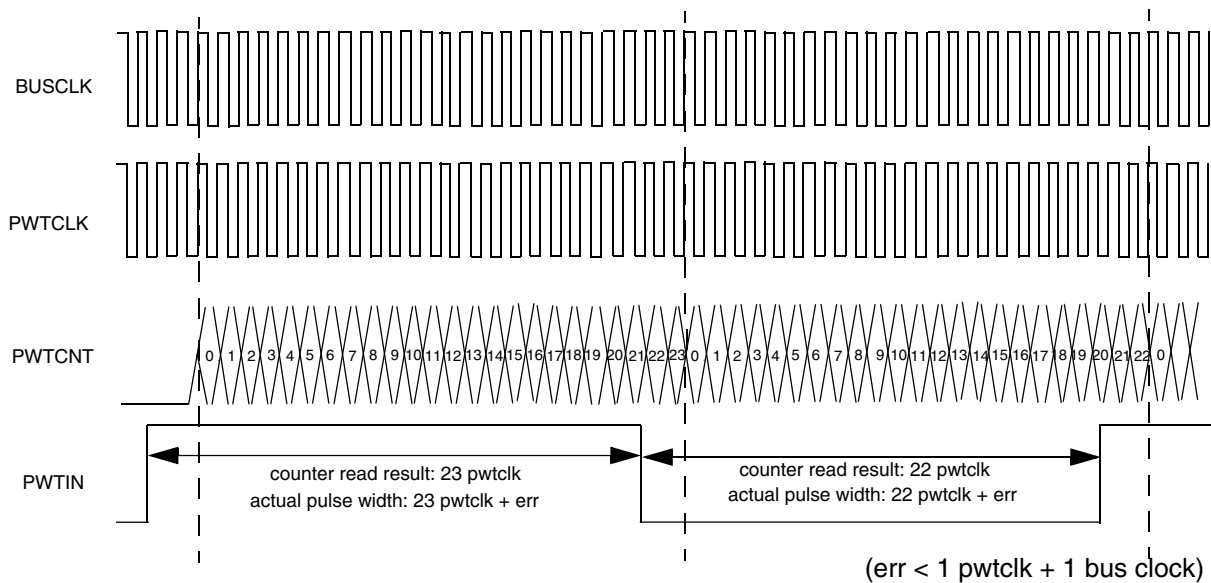 BUSCLK
PWTCLK
PWTCNT
0 1 2 3 4 5 6 7 8 9 10 11 12 13 14 15 16 17 18 19 20 21 22 23 0 1 2 3 4 5 6 7 8 9 10 11 12 13 14 15 16 17 18 19 20 21 22 0
PWTIN
counter read result: 23 pwtclk
actual pulse width: 23 pwtclk + err
counter read result: 22 pwtclk
actual pulse width: 22 pwtclk + err
(err < 1 pwtclk + 1 bus clock)